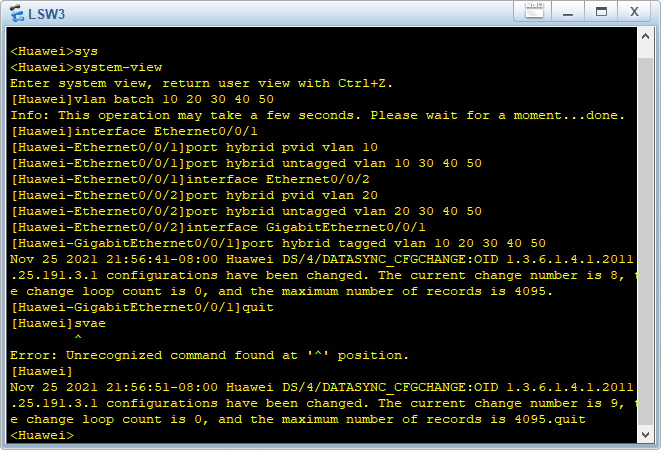 LSW3
<Huawei>sys
<Huawei>system-view
Enter system view, return user view with Ctrl+Z.
[Huawei]vlan batch 10 20 30 40 50
Info: This operation may take a few seconds. Please wait for a moment...done.
[Huawei]interface Ethernet0/0/1
[Huawei-Ethernet0/0/1]port hybrid pvid vlan 10
[Huawei-Ethernet0/0/1]port hybrid untagged vlan 10 30 40 50
[Huawei-Ethernet0/0/1]interface Ethernet0/0/2
[Huawei-Ethernet0/0/2]port hybrid pvid vlan 20
[Huawei-Ethernet0/0/2]port hybrid untagged vlan 20 30 40 50
[Huawei-Ethernet0/0/2]interface GigabitEthernet0/0/1
[Huawei-GigabitEthernet0/0/1]port hybrid tagged vlan 10 20 30 40 50
Nov 25 2021 21:56:41-08:00 Huawei DS/4/DATASYNC_CFGCHANGE:OID 1.3.6.1.4.1.2011
.25.191.3.1 configurations have been changed. The current change number is 8, t
e change loop count is 0, and the maximum number of records is 4095.
[Huawei-GigabitEthernet0/0/1]quit
[Huawei]svae
        ^
Error: Unrecognized command found at '^' position.
[Huawei]
Nov 25 2021 21:56:51-08:00 Huawei DS/4/DATASYNC_CFGCHANGE:OID 1.3.6.1.4.1.2011
.25.191.3.1 configurations have been changed. The current change number is 9, t
e change loop count is 0, and the maximum number of records is 4095.quit
<Huawei>